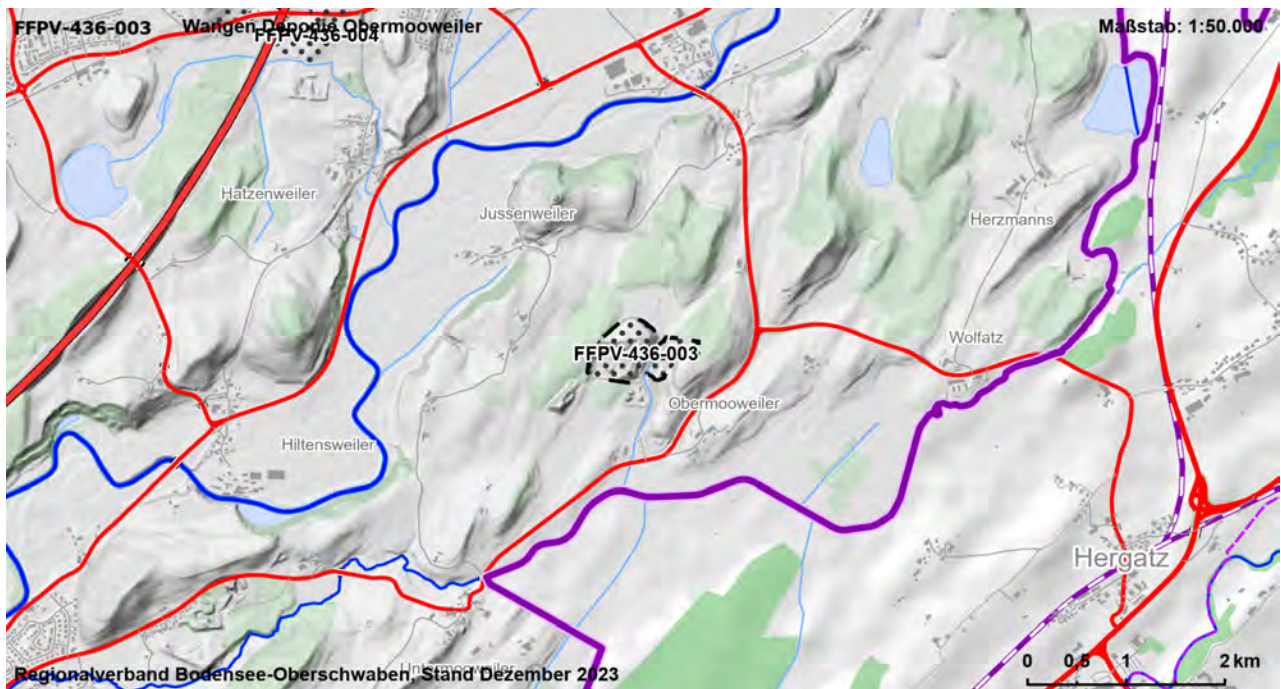 FFPV-436-003
Wangen Deponie Obermooweiler
Maßstab: 1:50.000
FFPV-436-004
Hatzenweiler
Jussenweiler
Herzmanns
Wolfatz
FFPV-436-003
Obermooweiler
Hiltensweiler
Hergatz
Untermooweiler
0 0,5 1 2 km
Regionalverband Bodensee-Oberschwaben, Stand Dezember 2023